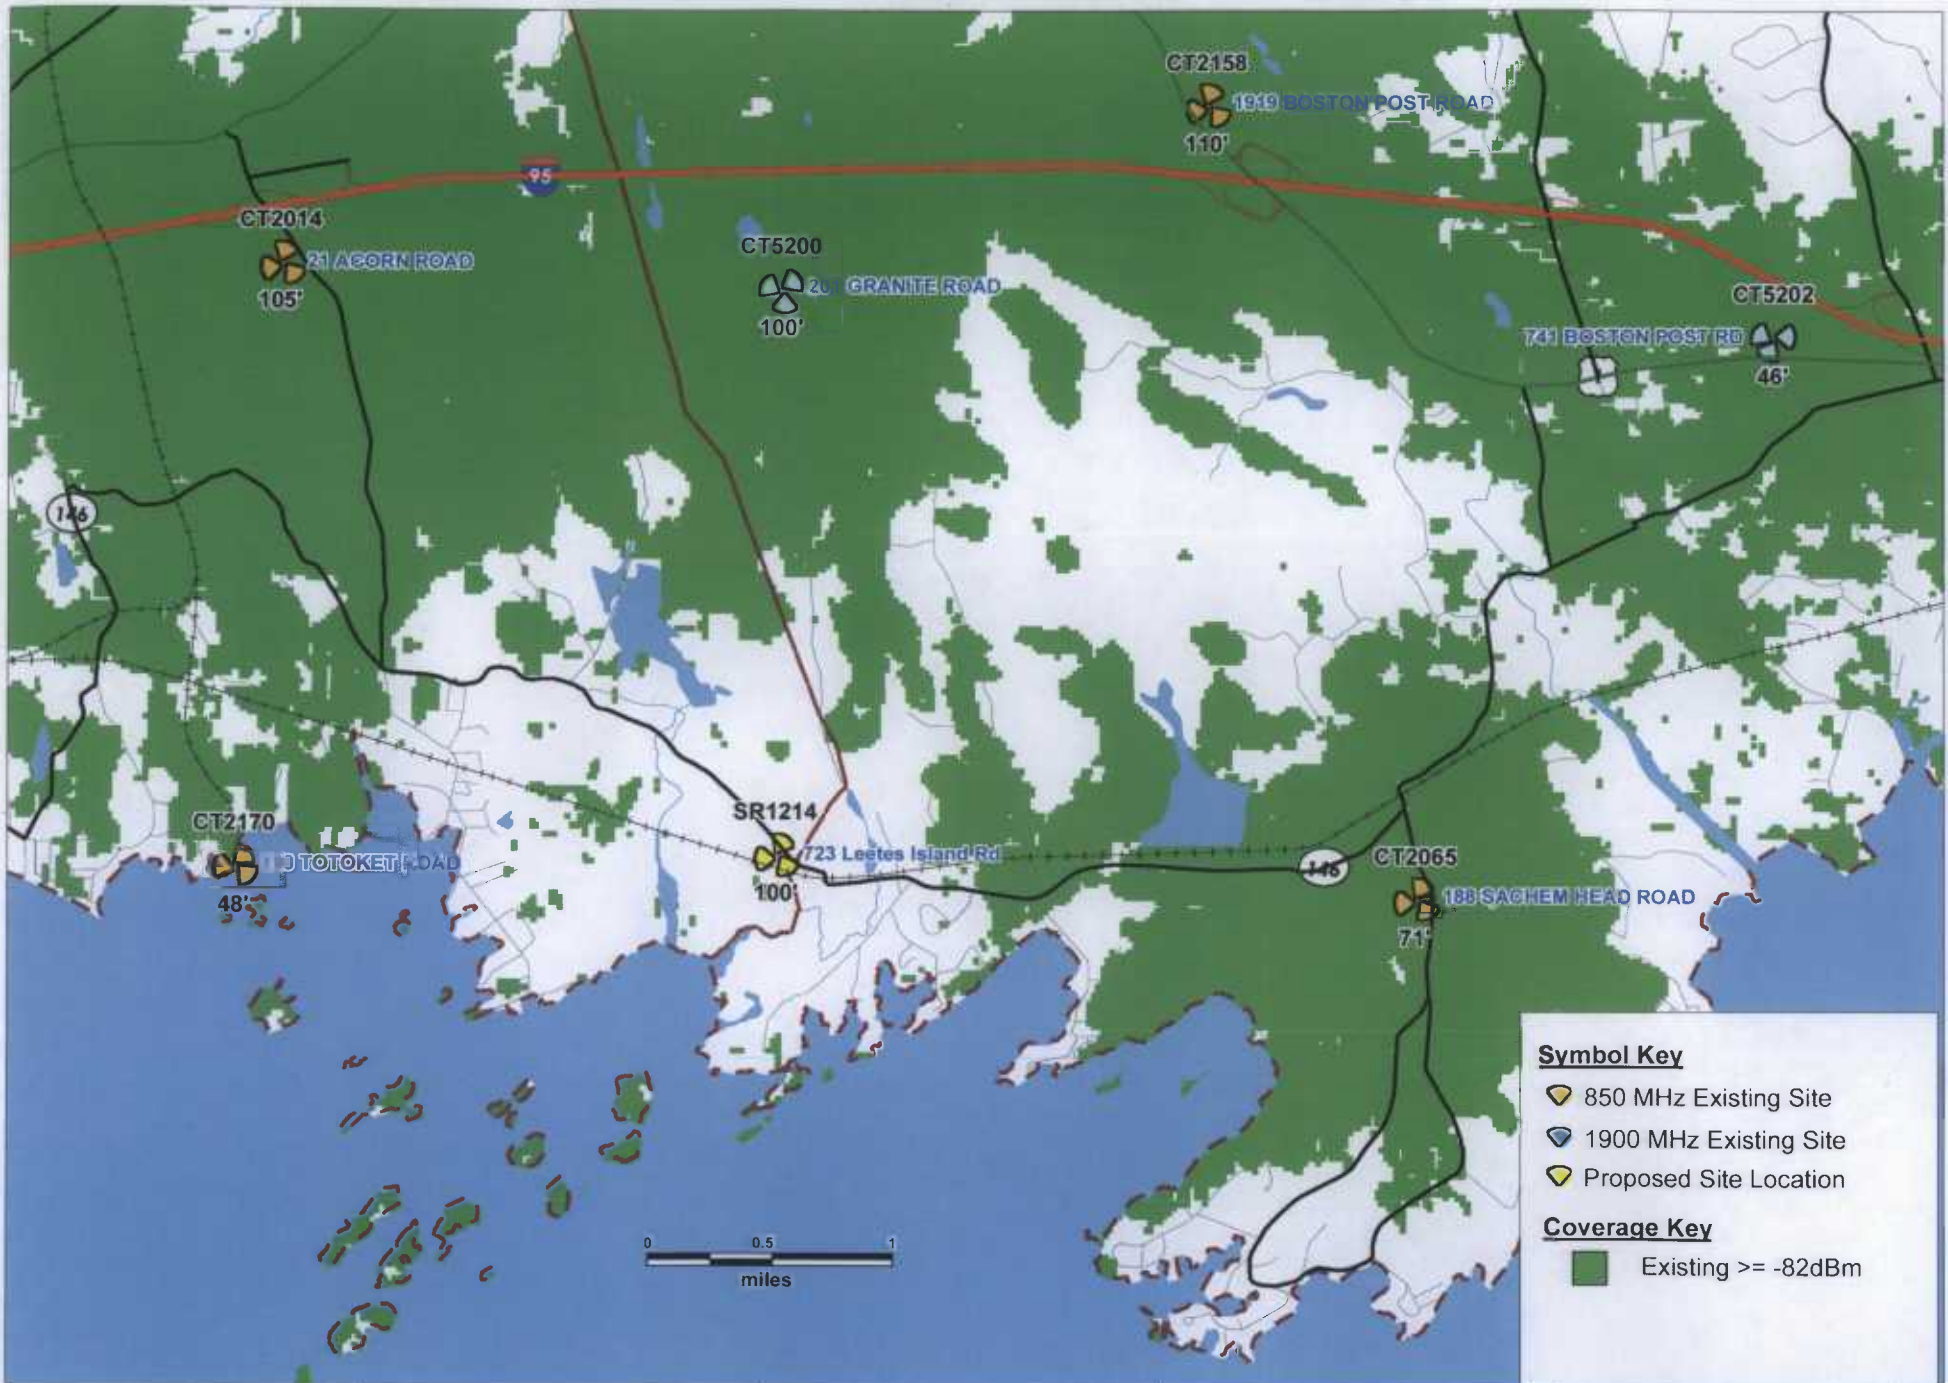 CT2158
1919 BOSTON POST ROAD
110'
95
CT2014
21 ACORN ROAD
105'
CT5200
GRANITE ROAD
100'
CT5202
741 BOSTON POST RD
46'
146
SR1214
723 Leetes Island Rd
100'
CT2170
TOTOKET ROAD
48'
146
CT2065
188 SACHEM HEAD ROAD
71'
0 0.5 1
miles
Symbol Key
850 MHz Existing Site
1900 MHz Existing Site
Proposed Site Location
Coverage Key
Existing >= -82dBm